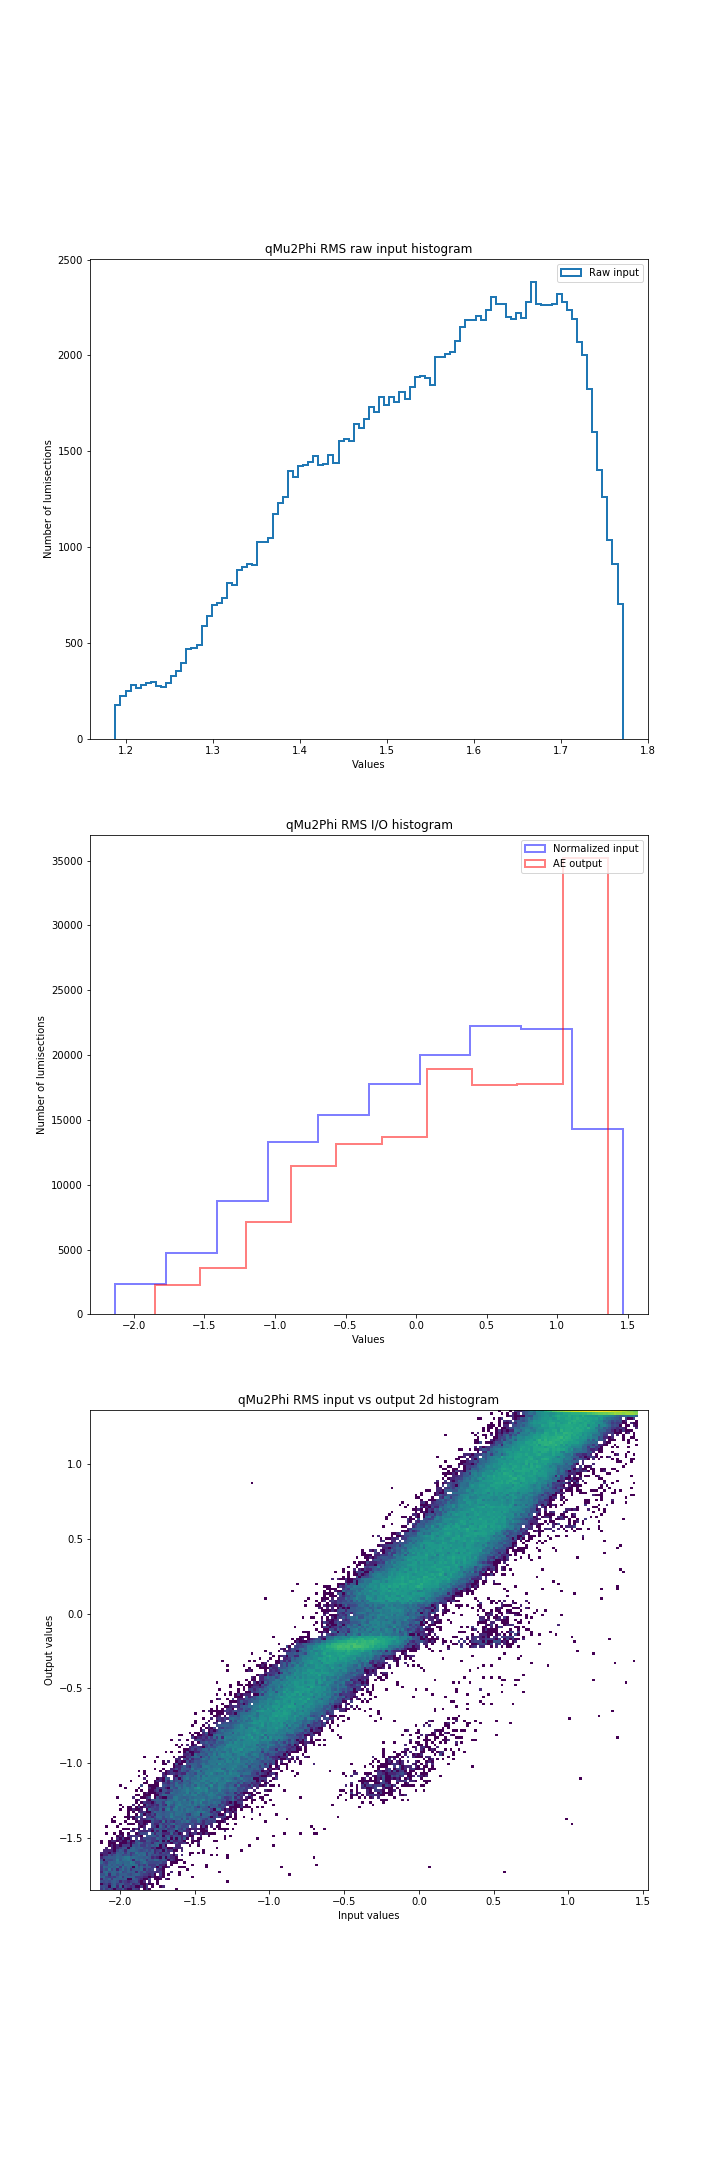 qMu2Phi RMS raw input histogram
2500
2000
1500
1000
500
0
Number of lumisections
Raw input
1.2 1.3 1.4 1.5 1.6 1.7 1.8
Values
qMu2Phi RMS I/O histogram
35000
30000
25000
20000
15000
10000
5000
0
Number of lumisections
Normalized input
AE output
−2.0 −1.5 −1.0 −0.5 0.0 0.5 1.0 1.5
Values
qMu2Phi RMS input vs output 2d histogram
1.0
0.5
0.0
−0.5
−1.0
−1.5
Output values
−2.0 −1.5 −1.0 −0.5 0.0 0.5 1.0 1.5
Input values